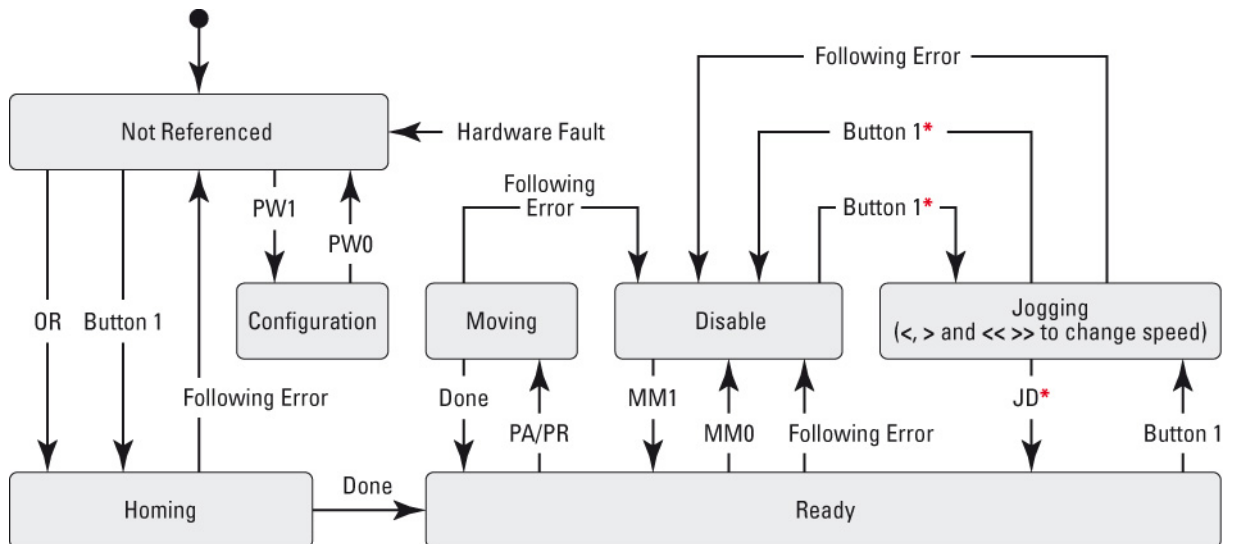 Following Error
Not Referenced
Hardware Fault
Button 1*
Following
Error
PW1
Button 1*
PW0
OR
Button 1
Configuration
Moving
Disable
Jogging
(<, > and << >> to change speed)
Following Error
Done
MM1
JD*
PA/PR
MM0
Following Error
Button 1
Done
Homing
Ready